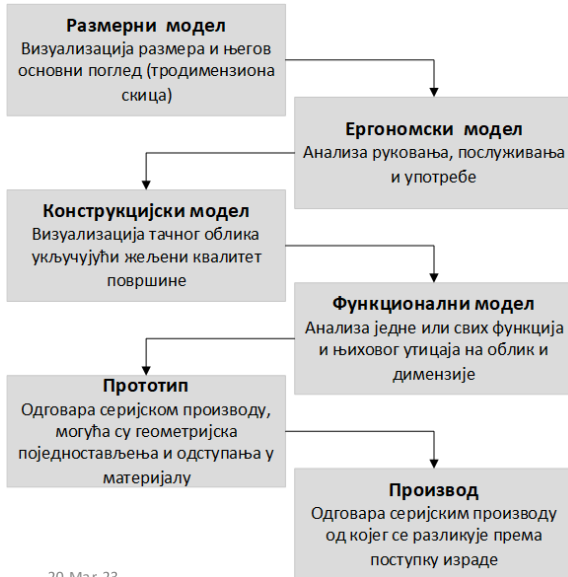 Размерни модел
Визуализација размера и његов
основни поглед (тродимензиона
скица)
Ергономски модел
Анализа руковања, послуживања
и употребе
Конструкцијски модел
Визуализација тачног облика
укључујући жељени квалитет
површине
Функционални модел
Анализа једне или свих функција
и њиховог утицаја на облик и
димензије
Прототип
Одговара серијском производу,
могућа су геометријска
поједностављења и одступања у
материјалу
Производ
Одговара серијским производу
од којег се разликује према
поступку израде
20-Mar-23